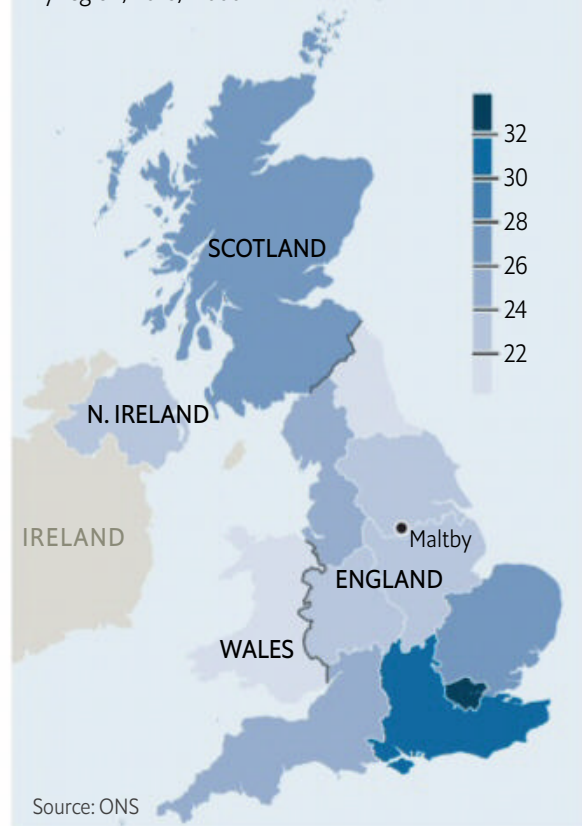 32
30
SCOTLAND
28
26
24
22
N. IRELAND
IRELAND
Maltby
ENGLAND
WALES
Source: ONS